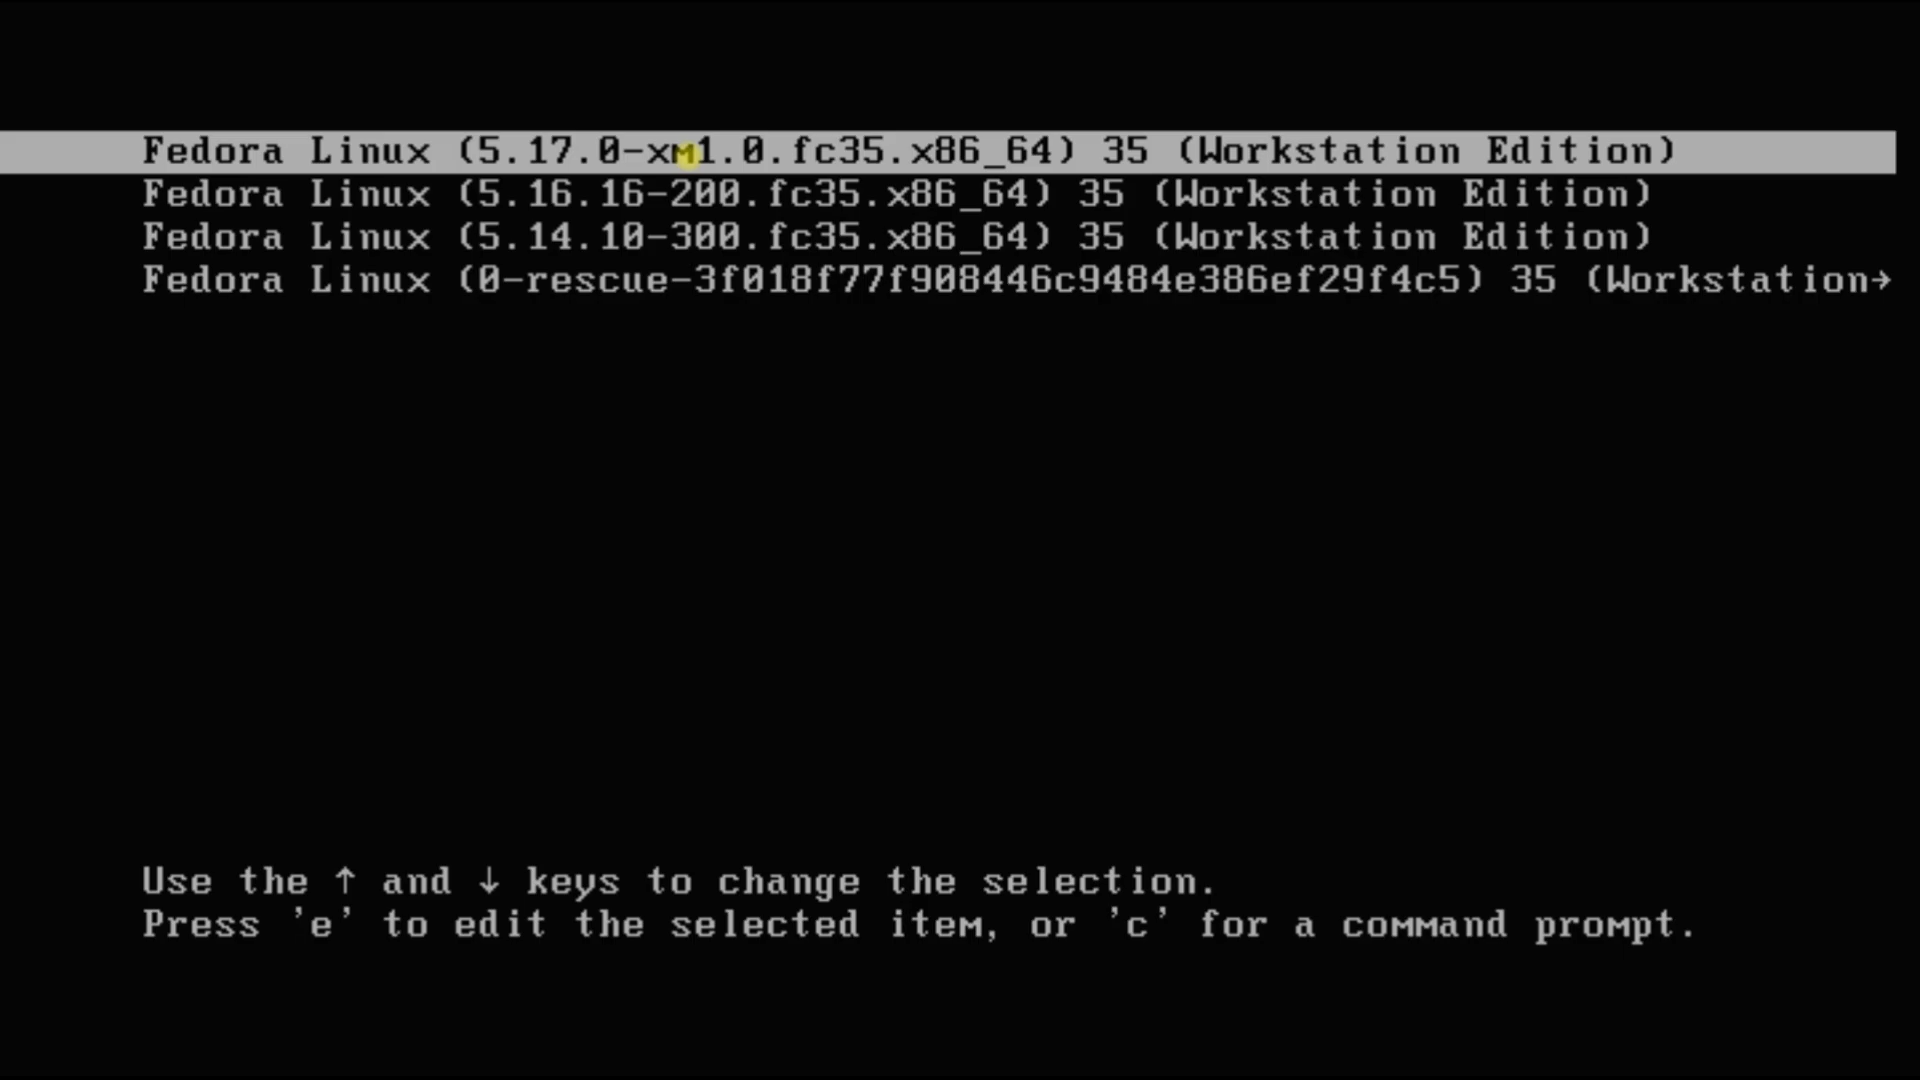 Fedora Linux (5.17.0-xm1.0.fc35.x86_64) 35 (Workstation Edition)
Fedora Linux (5.16.16-200.fc35.x86_64) 35 (Workstation Edition)
Fedora Linux (5.14.10-300.fc35.x86_64) 35 (Workstation Edition)
Fedora Linux (0-rescue-3f018f77f908446c9484e386ef29f4c5) 35 (Workstation→
Use the ↑ and ↓ keys to change the selection.
Press 'e' to edit the selected item, or 'c' for a command prompt.